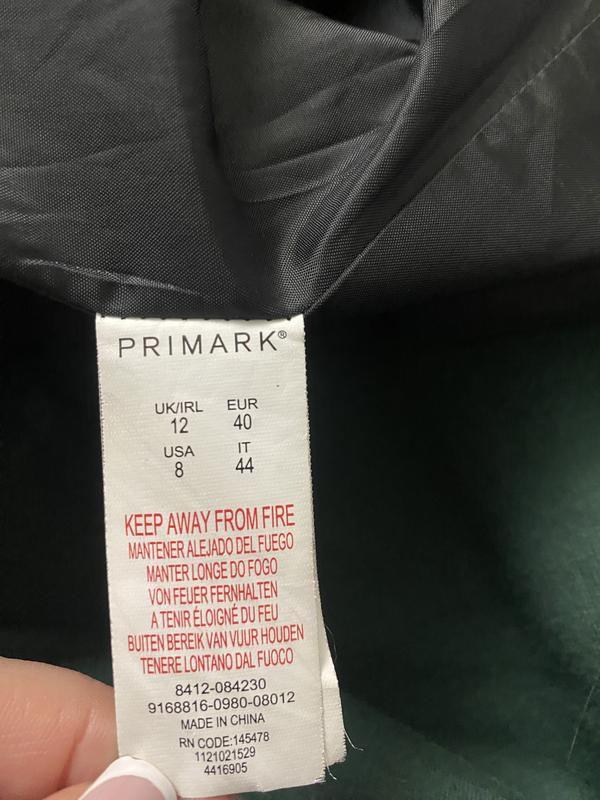 PRIMARK®
UK/IRL EUR
12 40
USA IT
8 44
KEEP AWAY FROM FIRE
MANTENER ALEJADO DEL FUEGO
MANTER LONGE DO FOGO
VON FEUER FERNHALTEN
A TENIR ÉLOIGNÉ DU FEU
BUITEN BEREIK VAN VUUR HOUDEN
TENERE LONTANO DAL FUOCO
8412-084230
9168816-0980-08012
MADE IN CHINA
RN CODE:145478
1121021529
4416905